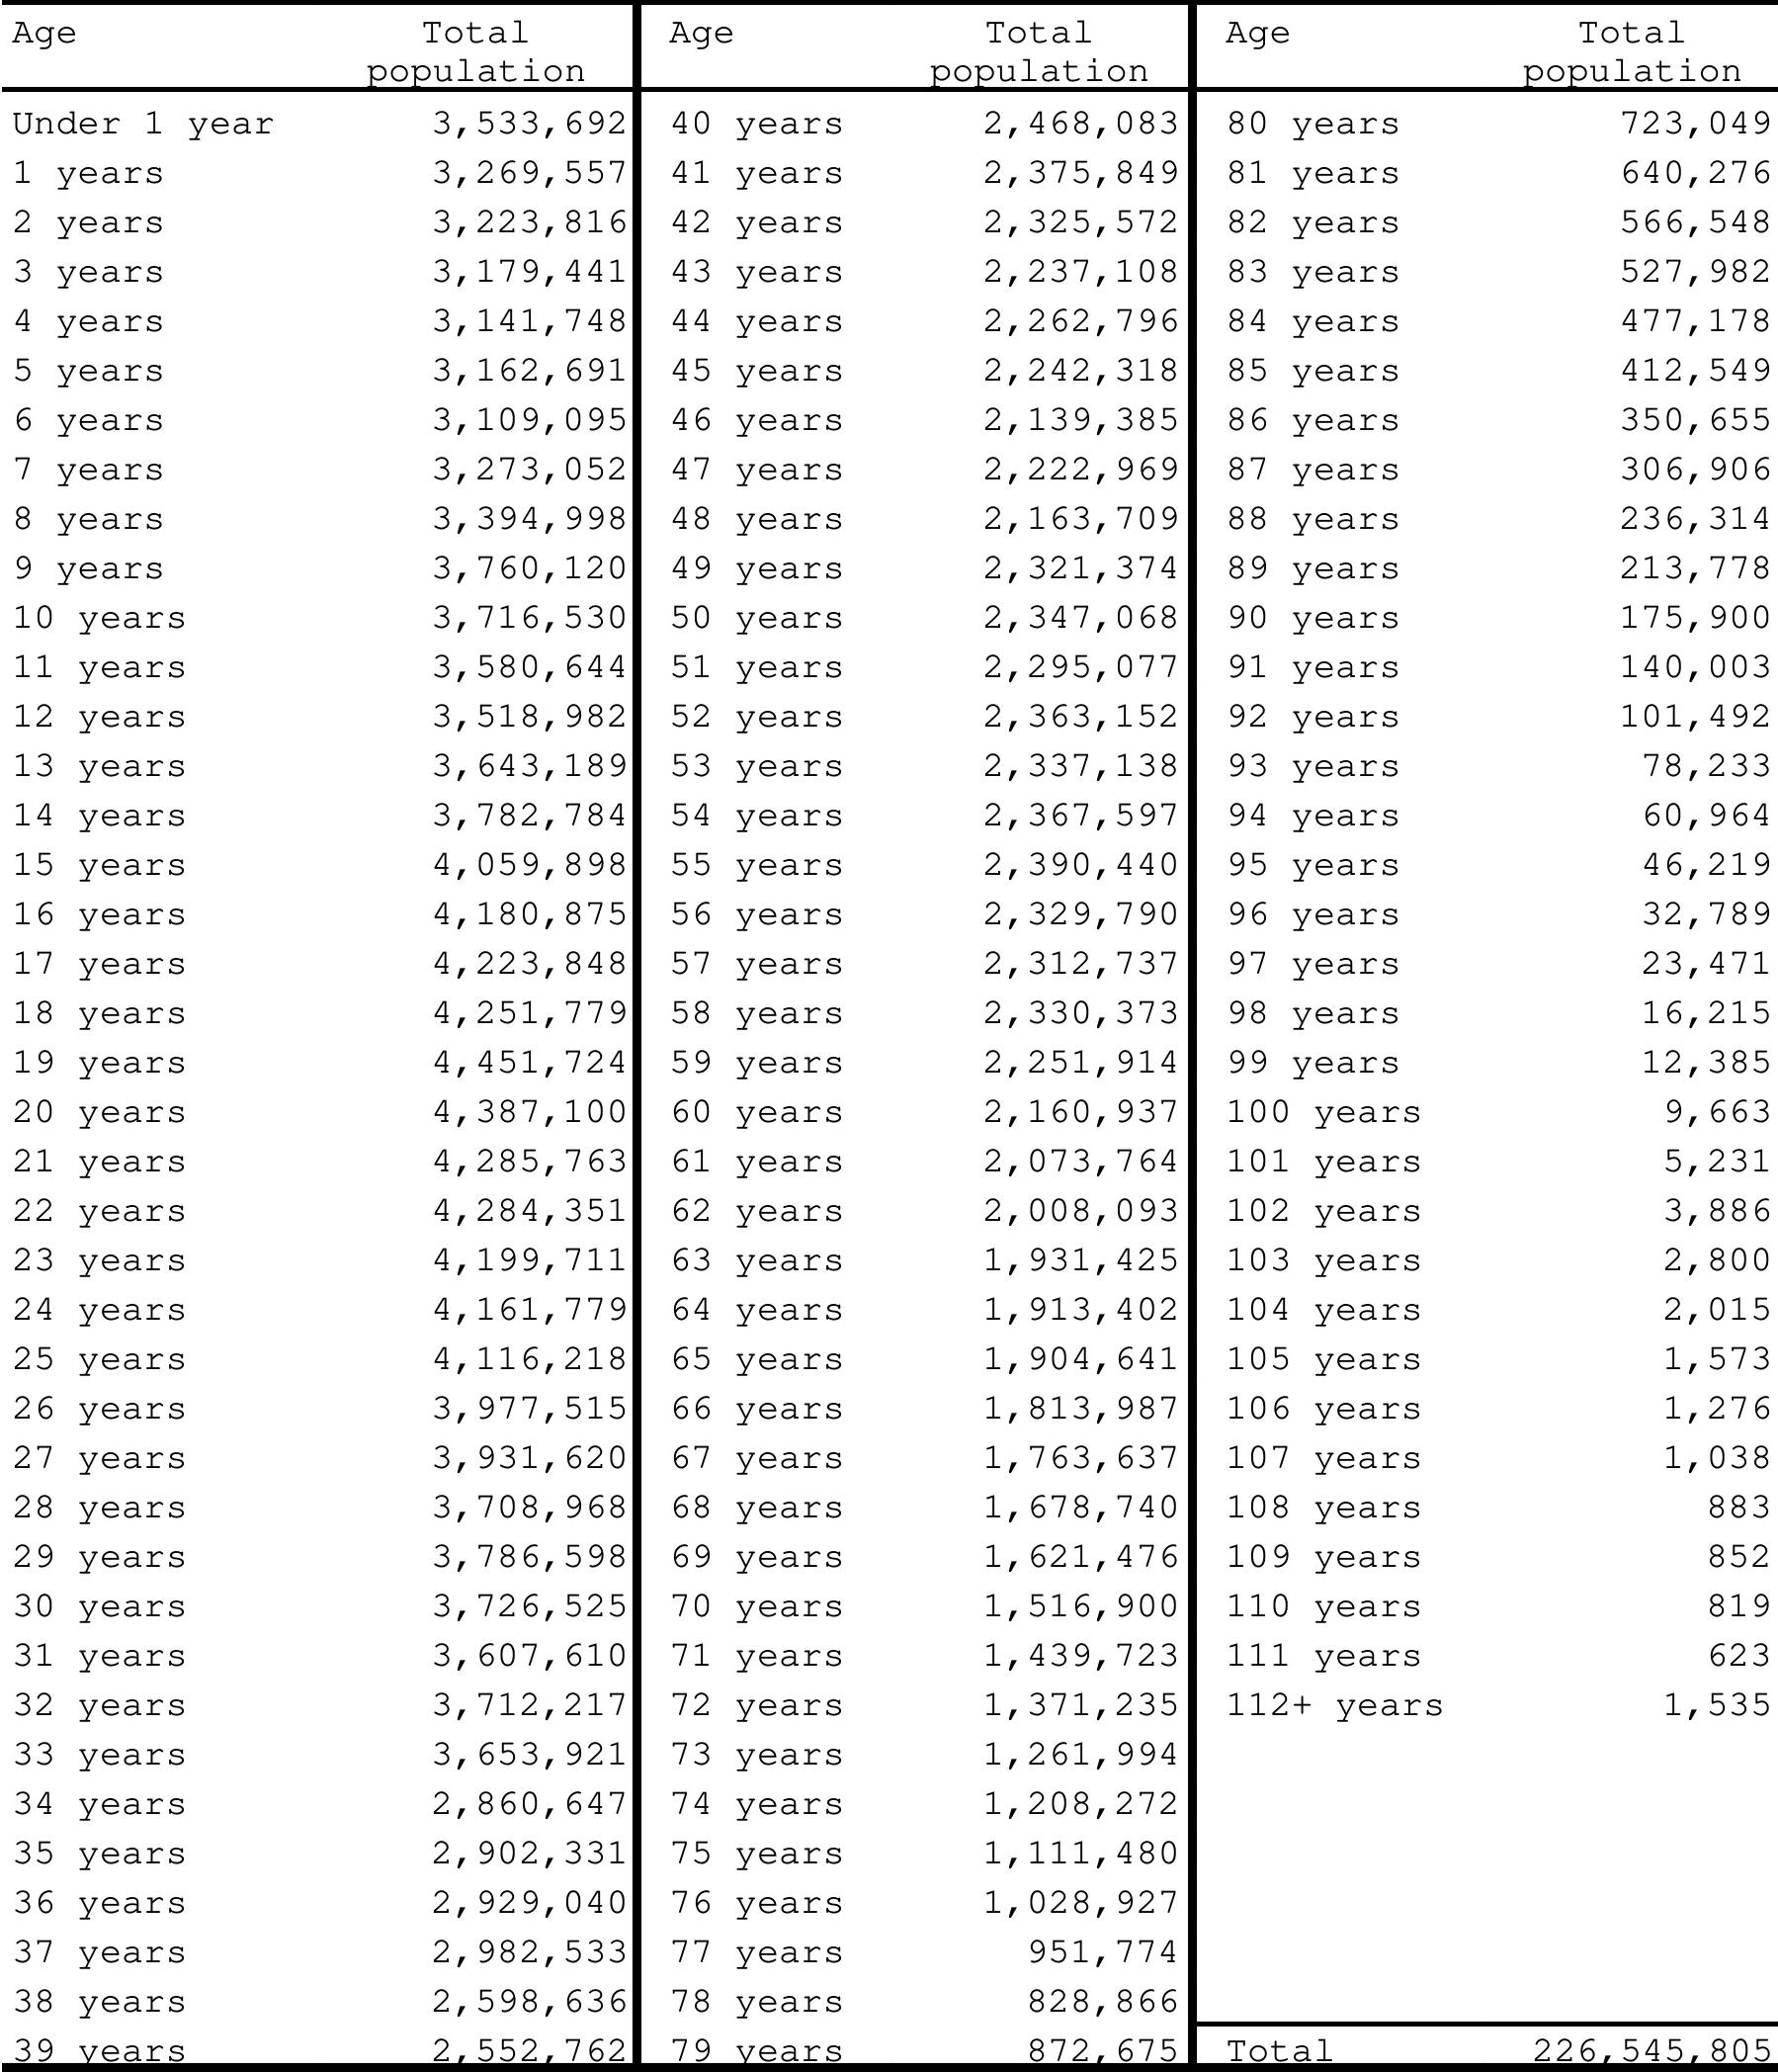 Age Total Age Total Age Total
population population population
Under 1 year 3,533,692 40 years 2,468,083 80 years 723,049
1 years 3,269,557 41 years 2,375,849 81 years 640,276
2 years 3,223,816 42 years 2,325,572 82 years 566,548
3 years 3,179,441 43 years 2,237,108 83 years 527,982
4 years 3,141,748 44 years 2,262,796 84 years 477,178
5 years 3,162,691 45 years 2,242,318 85 years 412,549
6 years 3,109,095 46 years 2,139,385 86 years 350,655
7 years 3,273,052 47 years 2,222,969 87 years 306,906
8 years 3,394,998 48 years 2,163,709 88 years 236,314
9 years 3,760,120 49 years 2,321,374 89 years 213,778
10 years 3,716,530 50 years 2,347,068 90 years 175,900
11 years 3,580,644 51 years 2,295,077 91 years 140,003
12 years 3,518,982 52 years 2,363,152 92 years 101,492
13 years 3,643,189 53 years 2,337,138 93 years 78,233
14 years 3,782,784 54 years 2,367,597 94 years 60,964
15 years 4,059,898 55 years 2,390,440 95 years 46,219
16 years 4,180,875 56 years 2,329,790 96 years 32,789
17 years 4,223,848 57 years 2,312,737 97 years 23,471
18 years 4,251,779 58 years 2,330,373 98 years 16,215
19 years 4,451,724 59 years 2,251,914 99 years 12,385
20 years 4,387,100 60 years 2,160,937 100 years 9,663
21 years 4,285,763 61 years 2,073,764 101 years 5,231
22 years 4,284,351 62 years 2,008,093 102 years 3,886
23 years 4,199,711 63 years 1,931,425 103 years 2,800
24 years 4,161,779 64 years 1,913,402 104 years 2,015
25 years 4,116,218 65 years 1,904,641 105 years 1,573
26 years 3,977,515 66 years 1,813,987 106 years 1,276
27 years 3,931,620 67 years 1,763,637 107 years 1,038
28 years 3,708,968 68 years 1,678,740 108 years 883
29 years 3,786,598 69 years 1,621,476 109 years 852
30 years 3,726,525 70 years 1,516,900 110 years 819
31 years 3,607,610 71 years 1,439,723 111 years 623
32 years 3,712,217 72 years 1,371,235 112+ years 1,535
33 years 3,653,921 73 years 1,261,994
34 years 2,860,647 74 years 1,208,272
35 years 2,902,331 75 years 1,111,480
36 years 2,929,040 76 years 1,028,927
37 years 2,982,533 77 years 951,774
38 years 2,598,636 78 years 828,866
39 years 2,552,762 79 years 872,675 Total 226,545,805